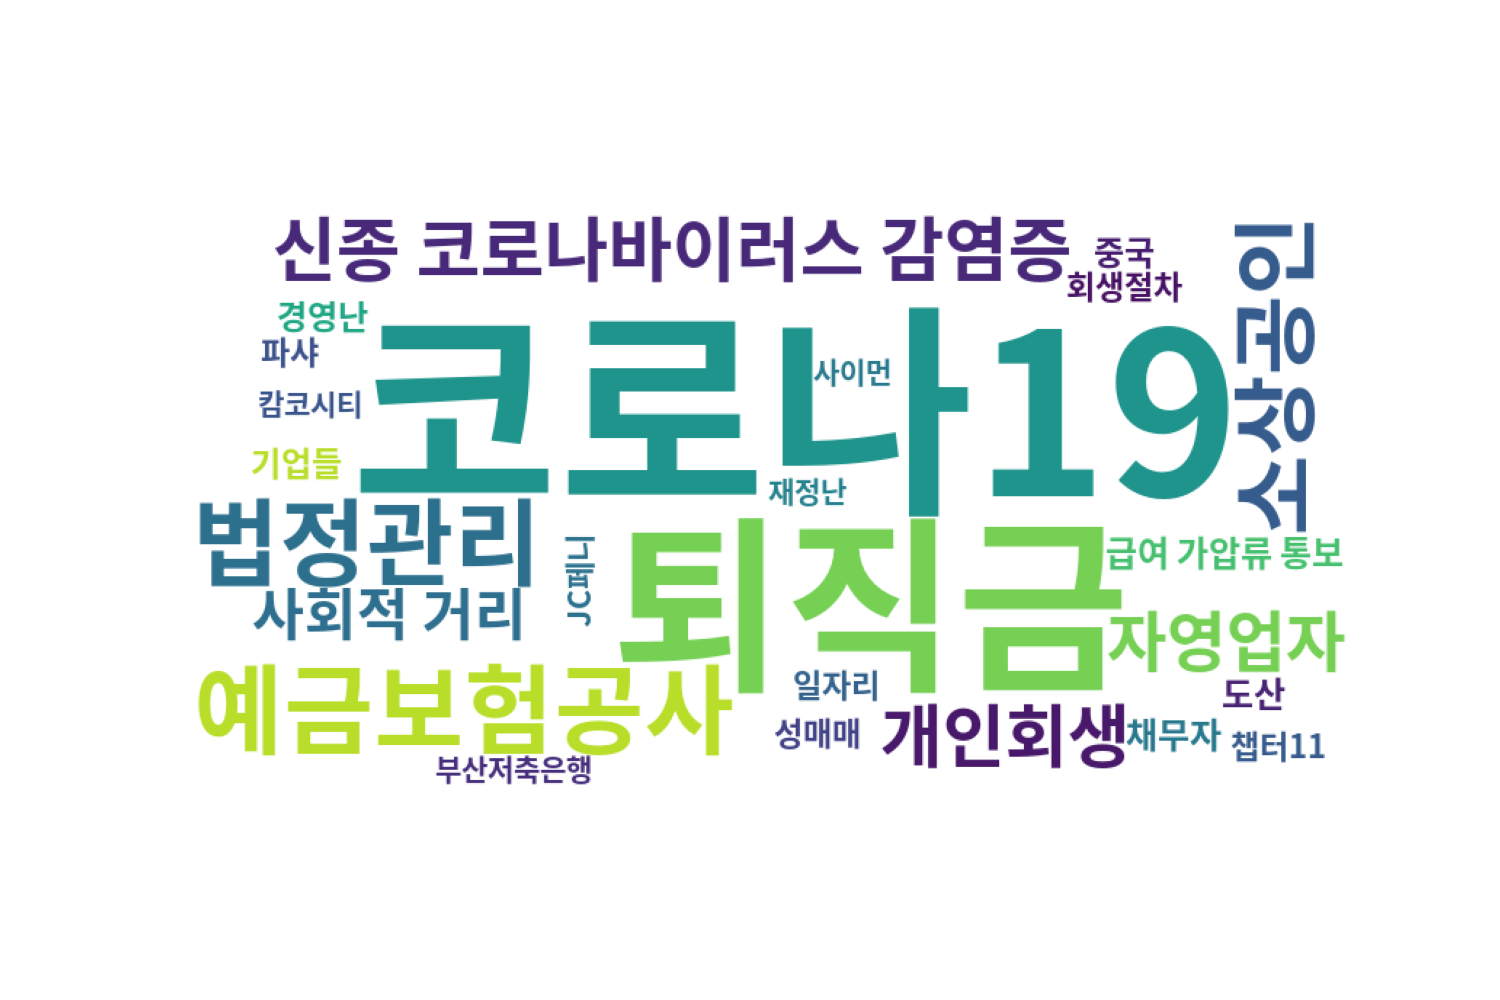 신종 코로나바이러스 감염증
중국
회생절차
소상공인
경영난
파샤
캄코시티
기업들
코로나19
사이먼
재정난
법정관리
사회적 거리
JC페니
퇴직금
급여 가압류 통보
자영업자
예금보험공사
부산저축은행
일자리
성매매
개인회생
채무자
도산
챕터11